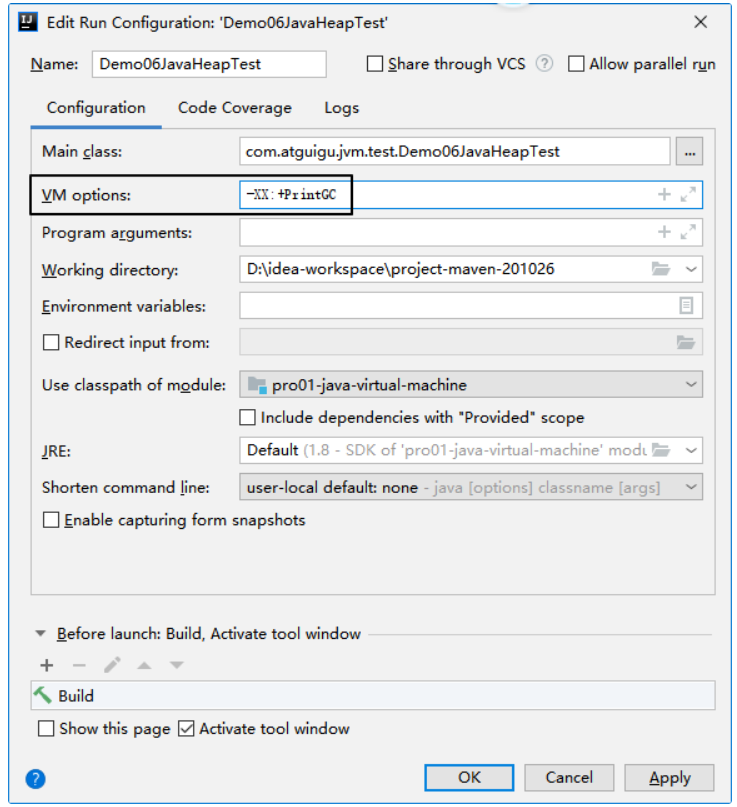 Edit Run Configuration: 'Demo06JavaHeapTest'
Name: Demo06JavaHeapTest Share through VCS ? Allow parallel run
Configuration Code Coverage Logs
Main class: com.atguigu.jvm.test.Demo06JavaHeapTest ...
VM options: -XX:+PrintGC
Program arguments:
Working directory: D:\idea-workspace\project-maven-201026
Environment variables:
Redirect input from:
Use classpath of module: pro01-java-virtual-machine
Include dependencies with "Provided" scope
JRE: Default (1.8 - SDK of 'pro01-java-virtual-machine' modu
Shorten command line: user-local default: none - java [options] classname [args]
Enable capturing form snapshots
Before launch: Build, Activate tool window
Build
Show this page Activate tool window
? OK Cancel Apply